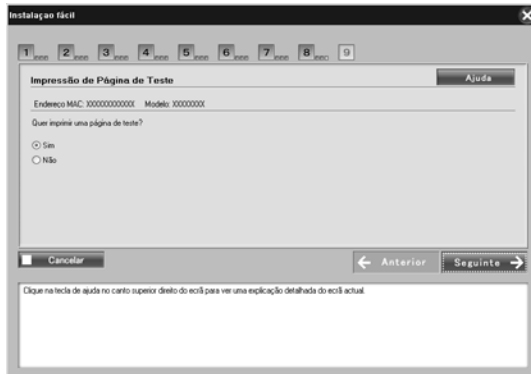 Instalaçao fácil
1 2 3 4 5 6 7 8 9
Impressão de Página de Teste
Ajuda
Endereço MAC: XXXXXXXXXXXX Modelo: XXXXXXXX
Quer imprimir uma página de teste?
Sim
Não
Cancelar
Anterior
Seguinte
Clique na tecla de ajuda no canto superior direito do ecrã para ver uma explicação detalhada do ecrã actual.